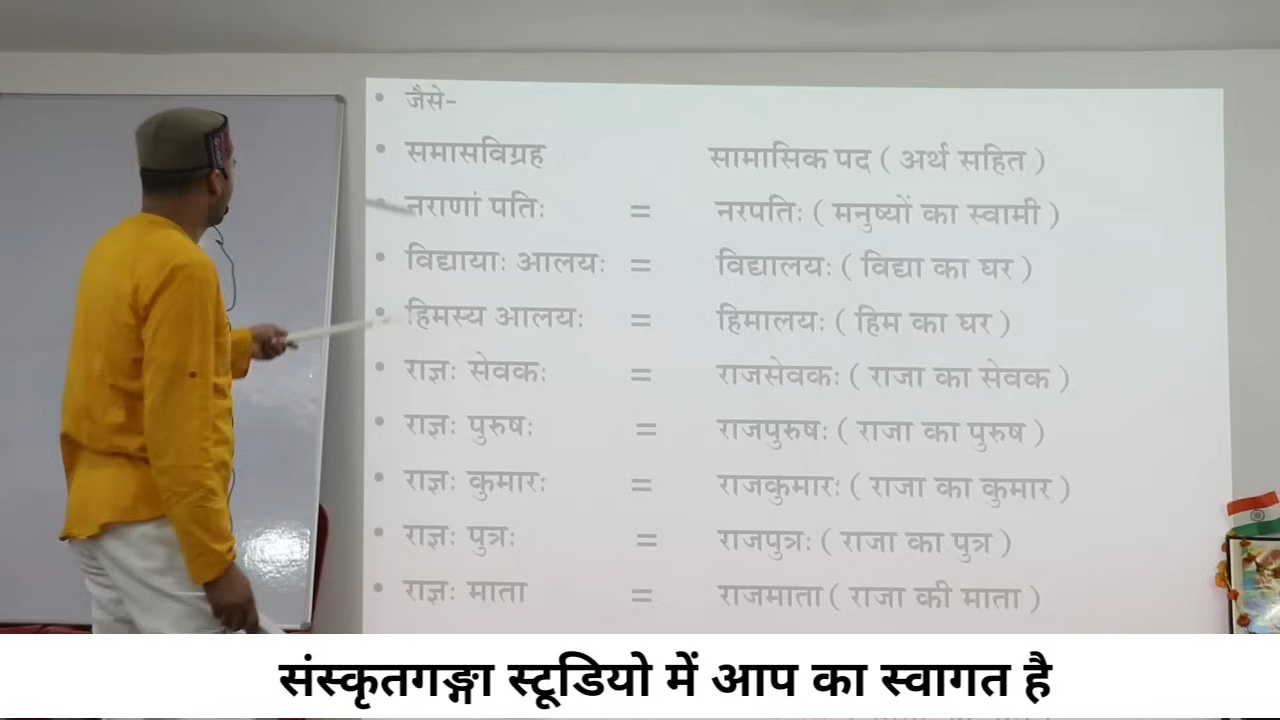 • जैसे-
• समासविग्रह सामासिक पद ( अर्थ सहित )
• नराणां पतिः = नरपतिः ( मनुष्यों का स्वामी )
• विद्यायाः आलयः = विद्यालयः ( विद्या का घर )
• हिमस्य आलयः = हिमालयः ( हिम का घर )
• राज्ञः सेवकः = राजसेवकः ( राजा का सेवक )
• राज्ञः पुरुषः = राजपुरुषः ( राजा का पुरुष )
• राज्ञः कुमारः = राजकुमारः ( राजा का कुमार )
• राज्ञः पुत्रः = राजपुत्रः ( राजा का पुत्र )
• राज्ञः माता = राजमाता ( राजा की माता )
संस्कृतगङ्गा स्टूडियो में आप का स्वागत है